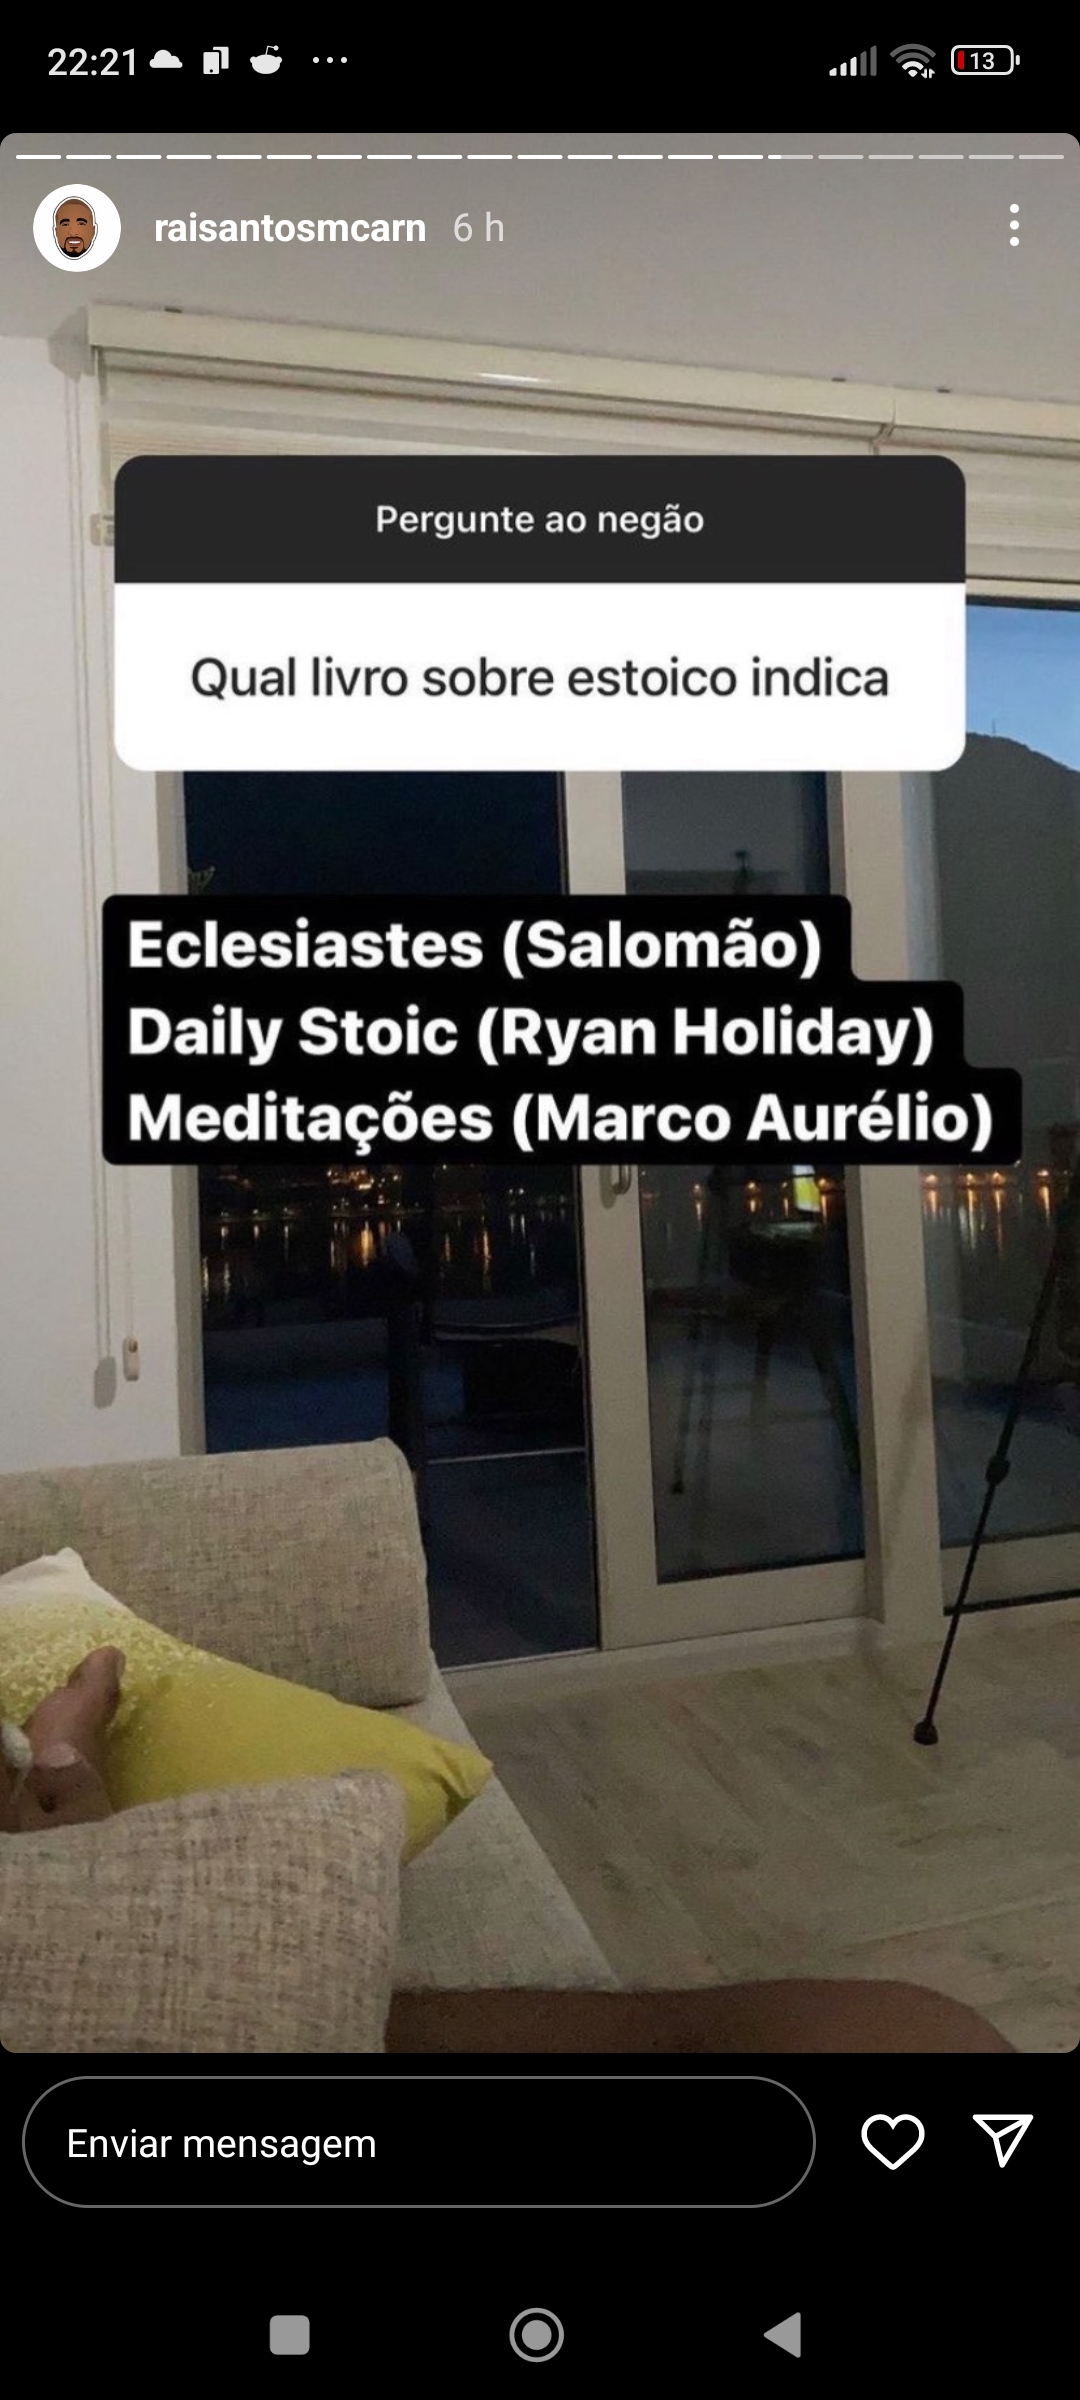 22:21
13
raisantosmcarn 6 h
Pergunte ao negão
Qual livro sobre estoico indica
Eclesiastes (Salomão)
Daily Stoic (Ryan Holiday)
Meditações (Marco Aurélio)
Enviar mensagem